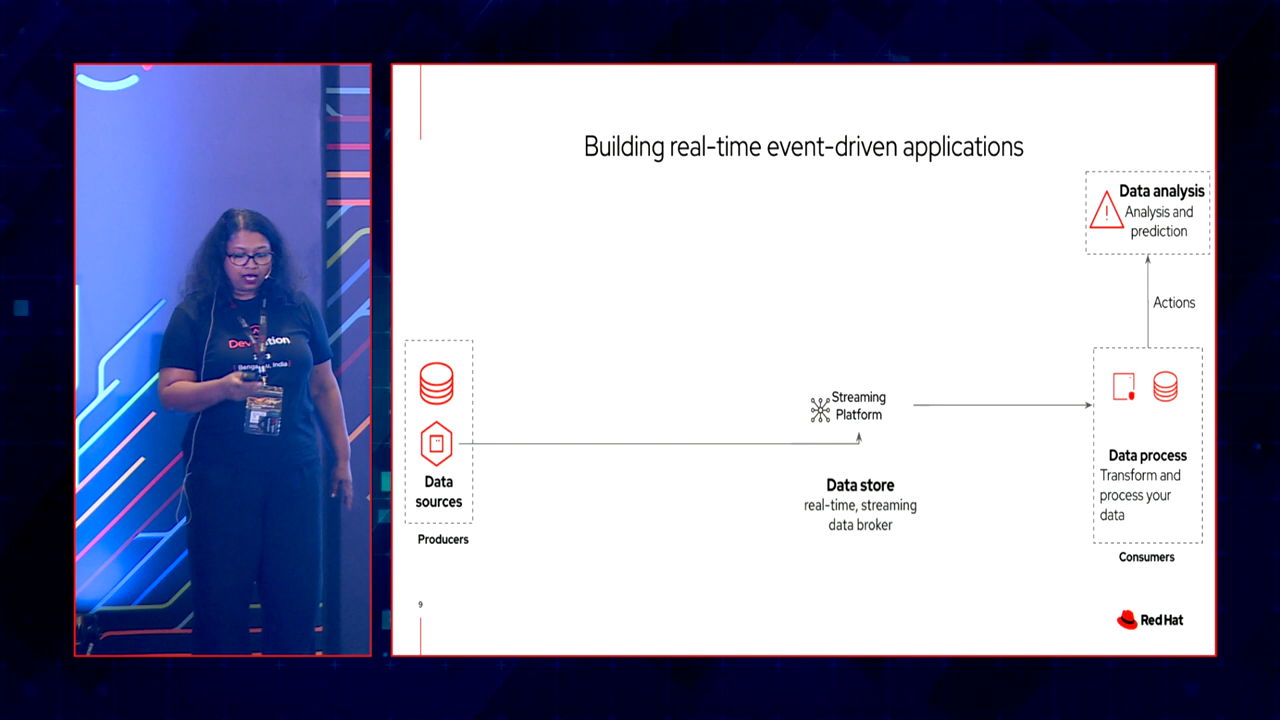 Building real-time event-driven applications
Data analysis
Analysis and
prediction
Actions
Streaming
Platform
Data store
real-time, streaming
data broker
Data
sources
Producers
Data process
Transform and
process your
data
Consumers
9
Red Hat
India